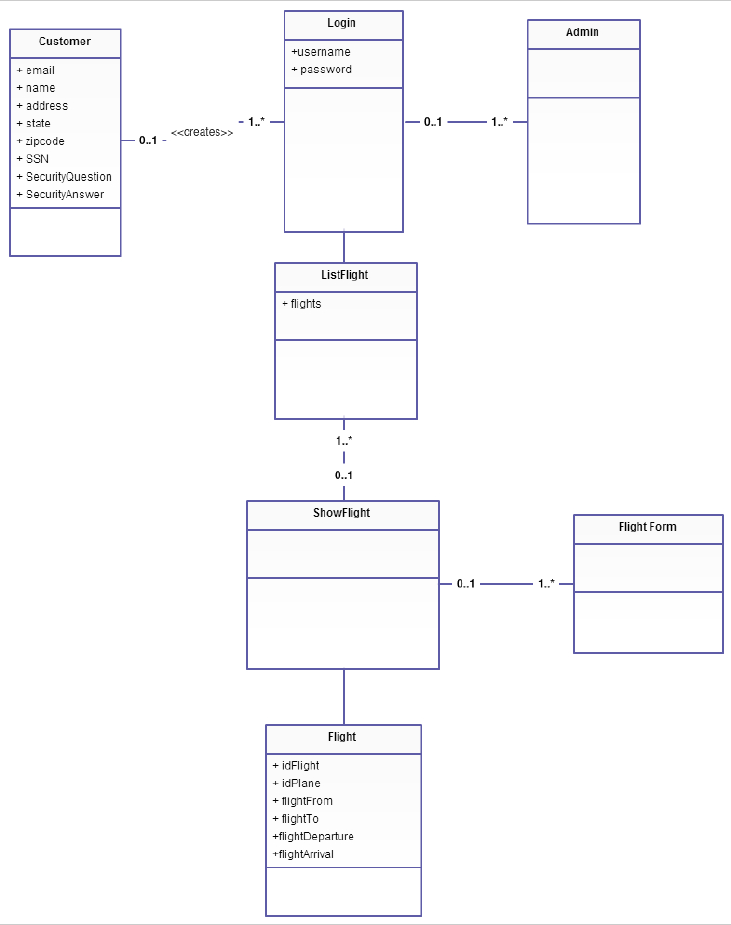 Customer
+ email
+ name
+ address
+ state
+ zipcode
+ SSN
+ SecurityQuestion
+ SecurityAnswer
0..1
<<creates>>
1..*
Login
+username
+ password
0..1
1..*
Admin
ListFlight
+ flights
1..*
0..1
ShowFlight
0..1
1..*
Flight Form
Flight
+ idFlight
+ idPlane
+ flightFrom
+ flightTo
+flightDeparture
+flightArrival